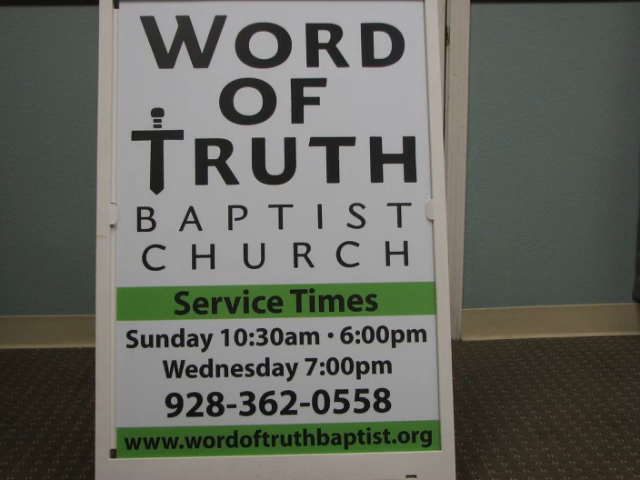 WORD
OF
TRUTH
BAPTIST
CHURCH
Service Times
Sunday 10:30am • 6:00pm
Wednesday 7:00pm
928-362-0558
www.wordoftruthbaptist.org